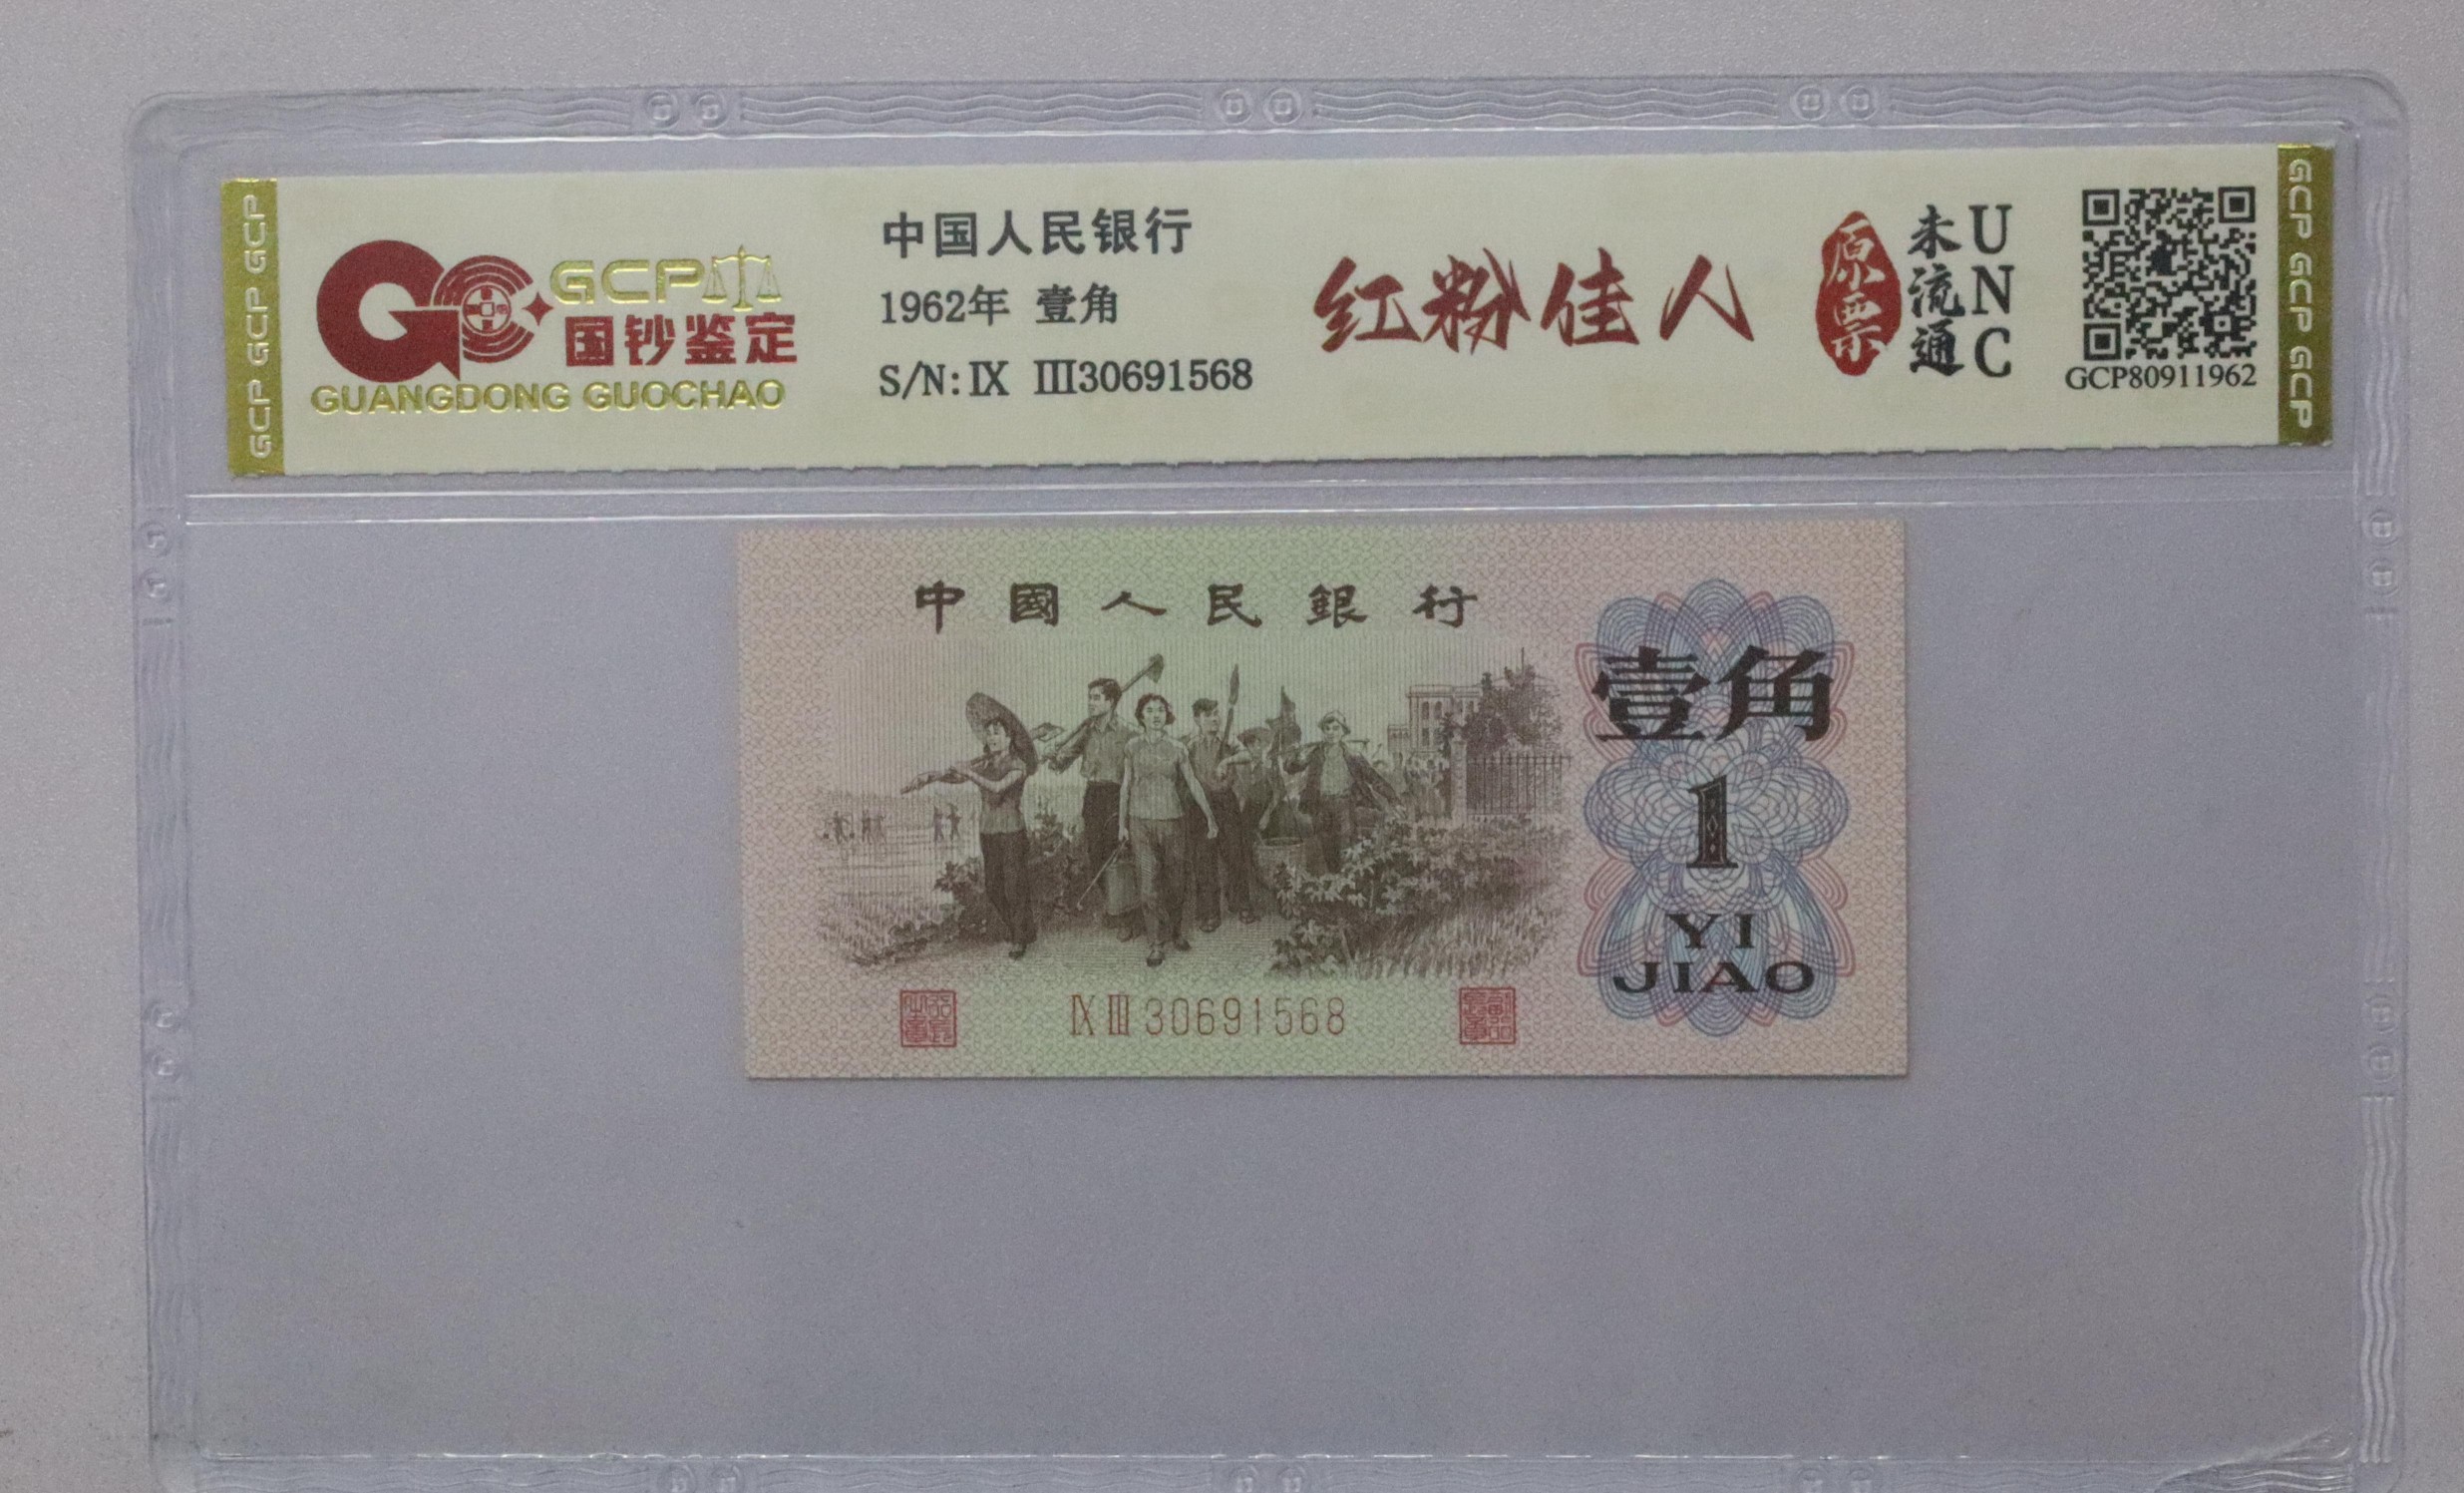 GCP GCP GCP
GCP
国钞鉴定
GUANGDONG GUOCHAO
中国人民银行
1962年 壹角
S/N: IX III30691568
红粉佳人
原票
未流通
UNC
GCP80911962
GCP GCP GCP
中國人民銀行
壹角
1
YI
JIAO
IX III 30691568